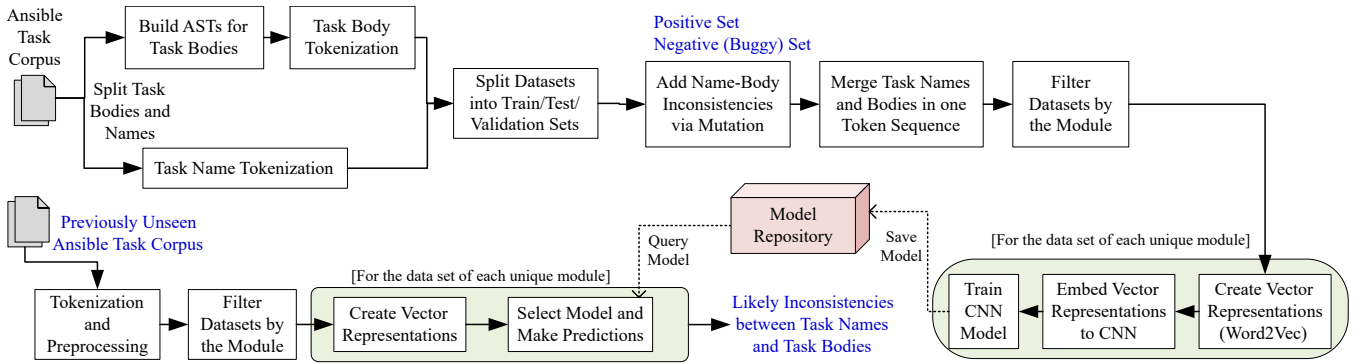 Ansible
Task
Corpus
Build ASTs for
Task Bodies
Task Body
Tokenization
Split Task
Bodies and
Names
Task Name Tokenization
Split Datasets
into Train/Test/
Validation Sets
Positive Set
Negative (Buggy) Set
Add Name-Body
Inconsistencies
via Mutation
Merge Task Names
and Bodies in one
Token Sequence
Filter
Datasets by
the Module
Previously Unseen
Ansible Task Corpus
Tokenization
and
Preprocessing
Filter
Datasets by
the Module
[For the data set of each unique module]
Create Vector
Representations
Select Model and
Make Predictions
Query
Model
Model
Repository
Save
Model
Likely Inconsistencies
between Task Names
and Task Bodies
[For the data set of each unique module]
Train
CNN
Model
Embed Vector
Representations
to CNN
Create Vector
Representations
(Word2Vec)